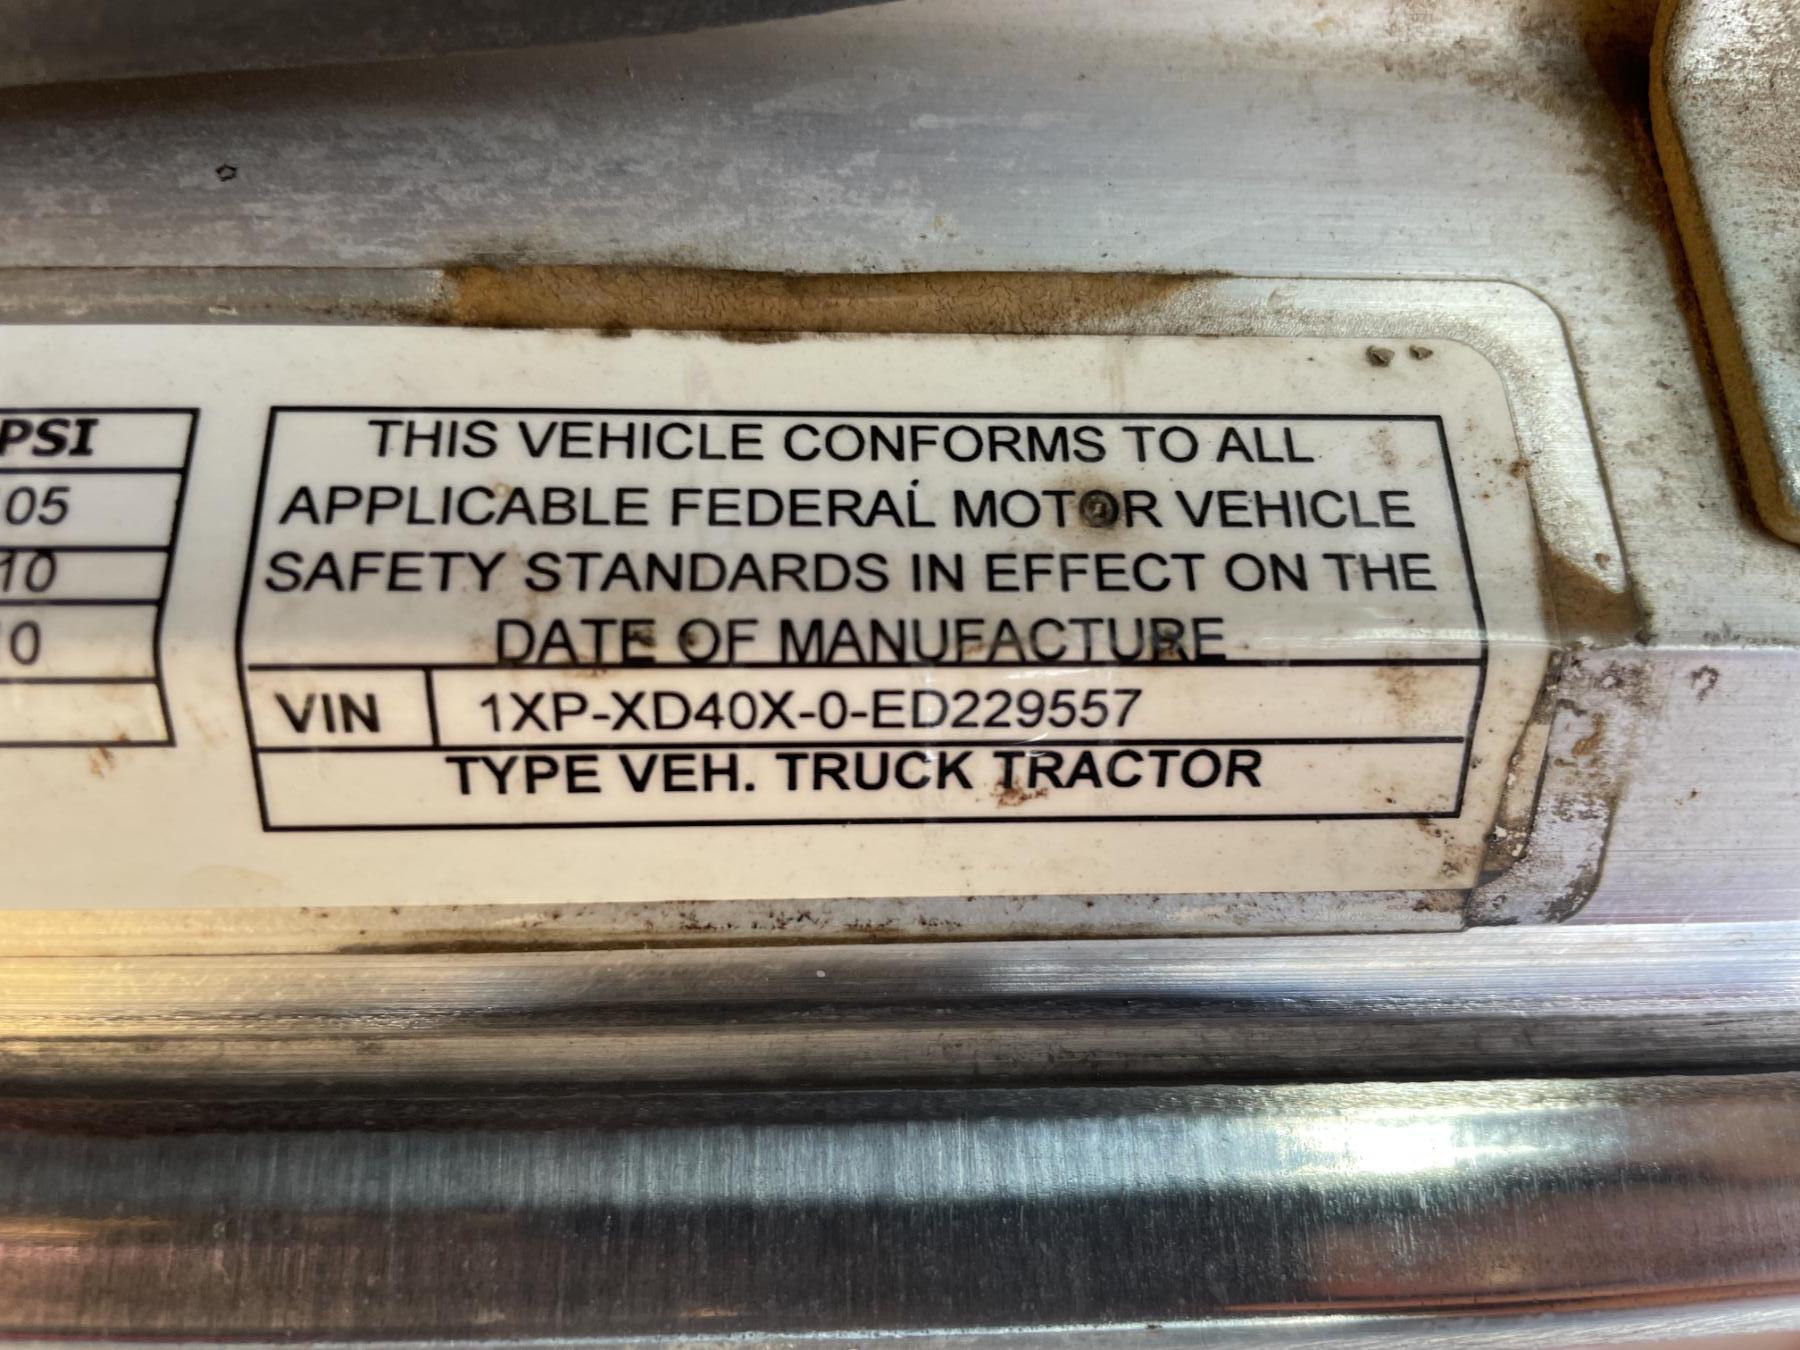 PSI
05
10
0
THIS VEHICLE CONFORMS TO ALL
APPLICABLE FEDERAL MOTOR VEHICLE
SAFETY STANDARDS IN EFFECT ON THE
DATE OF MANUFACTURE
VIN 1XP-XD40X-0-ED229557
TYPE VEH. TRUCK TRACTOR